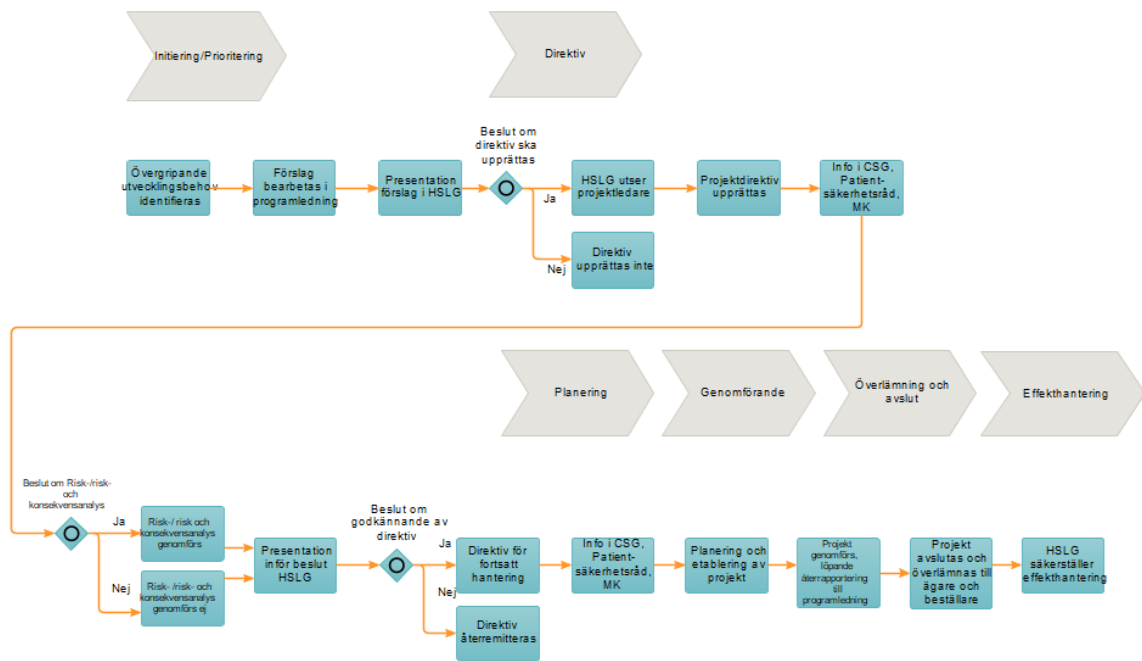 Initiering/Prioritering
Direktiv
Beslut om
direktiv ska
upprättas
Övergripande
utvecklingsbehov
identifieras
Förslag
bearbetas i
programledning
Presentation
förslag i HSLG
Ja
HSLG utser
projektledare
Projektdirektiv
upprättas
Info i CSG,
Patient-
säkerhetsråd,
MK
Nej
Direktiv
upprättas inte
Planering
Genomförande
Överlämning och
avslut
Effekthantering
Beslut om Risk-/risk-
och
konsekvensanalys
Ja
Risk-/ risk och
konsekvensanalys
genomförs
Nej
Risk- /risk- och
konsekvensanalys
genomförs ej
Presentation
inför beslut
HSLG
Beslut om
godkännande av
direktiv
Ja
Direktiv för
fortsatt
hantering
Nej
Direktiv
återremitteras
Info i CSG,
Patient-
säkerhetsråd,
MK
Planering och
etablering av
projekt
Projekt
genomförs,
löpande
återrapportering
till
programledning
Projekt
avslutas och
överlämnas till
ägare och
beställare
HSLG
säkerställer
effekthantering